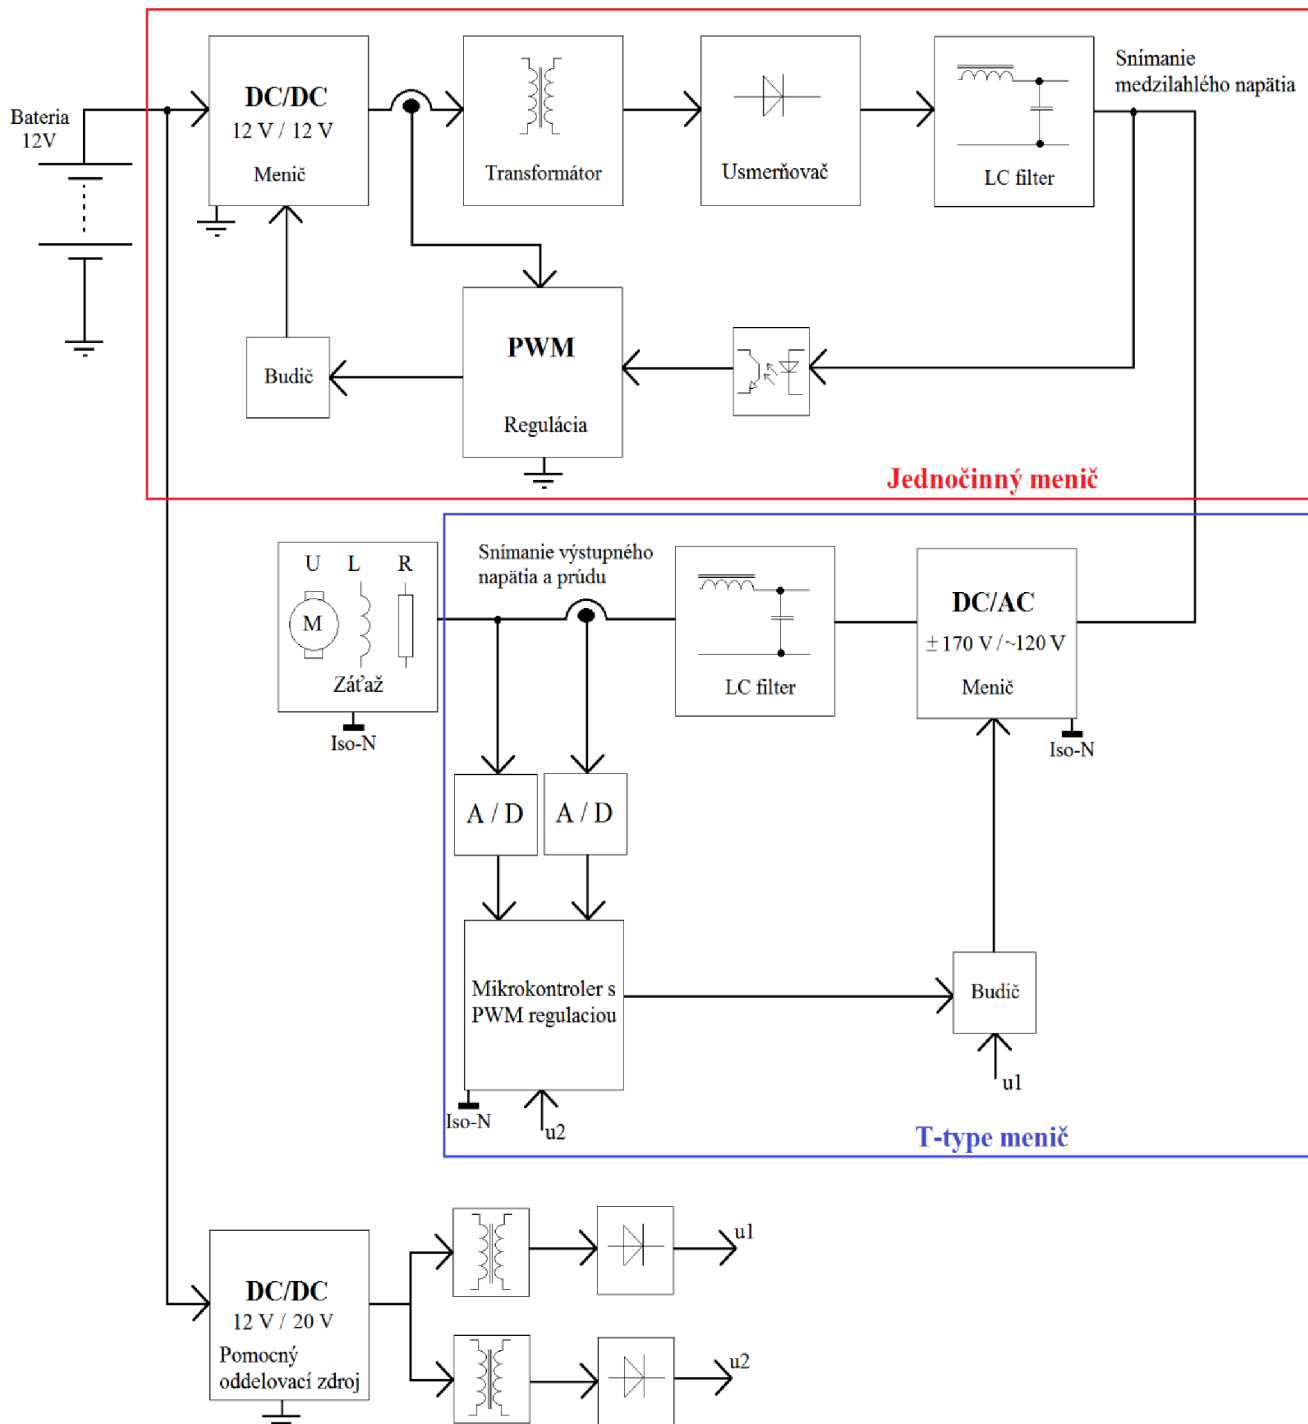 Bateria
12V
DC/DC
12 V / 12 V
Menič
Transformátor
Usmerňovač
LC filter
Snímanie
medzilahlého napätia
Budič
PWM
Regulácia
Jednočinný menič
U L R
M
Záťaž
Iso-N
Snímanie výstupného
napätia a prúdu
LC filter
DC/AC
± 170 V / ~120 V
Menič
Iso-N
A / D
A / D
Mikrokontroler s
PWM regulaciou
Iso-N
u2
Budič
u1
T-type menič
DC/DC
12 V / 20 V
Pomocný
oddelovací zdroj
u1
u2